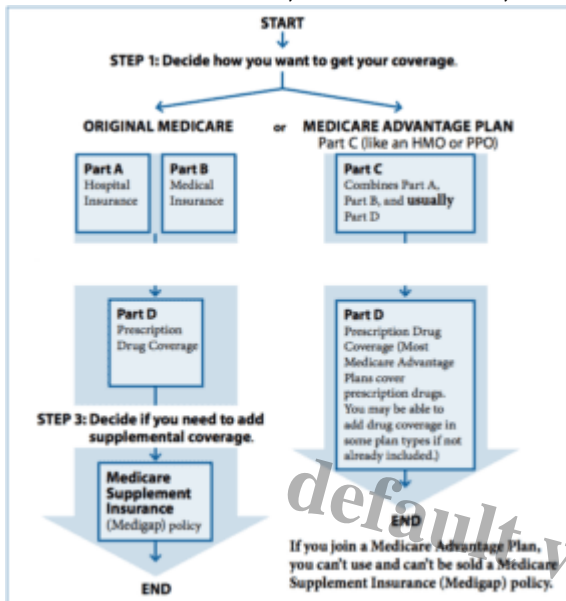 START
STEP 1: Decide how you want to get your coverage.
ORIGINAL MEDICARE or MEDICARE ADVANTAGE PLAN
Part C (like an HMO or PPO)
Part A
Hospital
Insurance
Part B
Medical
Insurance
Part C
Combines Part A,
Part B, and usually
Part D
Part D
Prescription
Drug Coverage
Part D
Prescription Drug
Coverage (Most
Medicare Advantage
Plans cover
prescription drugs.
You may be able to
add drug coverage in
some plan types if not
already included.)
STEP 3: Decide if you need to add
supplemental coverage.
Medicare
Supplement
Insurance
(Medigap) policy
END
END
If you join a Medicare Advantage Plan,
you can't use and can't be sold a Medicare
Supplement Insurance (Medigap) policy.
default